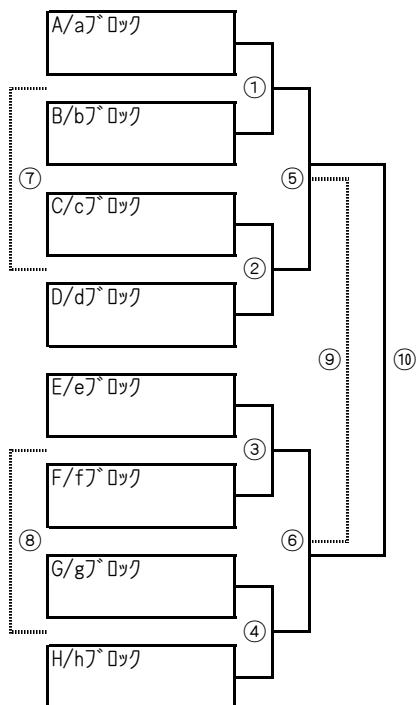 A/aブロック
①
B/bブロック
⑦
⑤
C/cブロック
②
D/dブロック
⑨
⑩
E/eブロック
③
F/fブロック
⑧
⑥
G/gブロック
④
H/hブロック